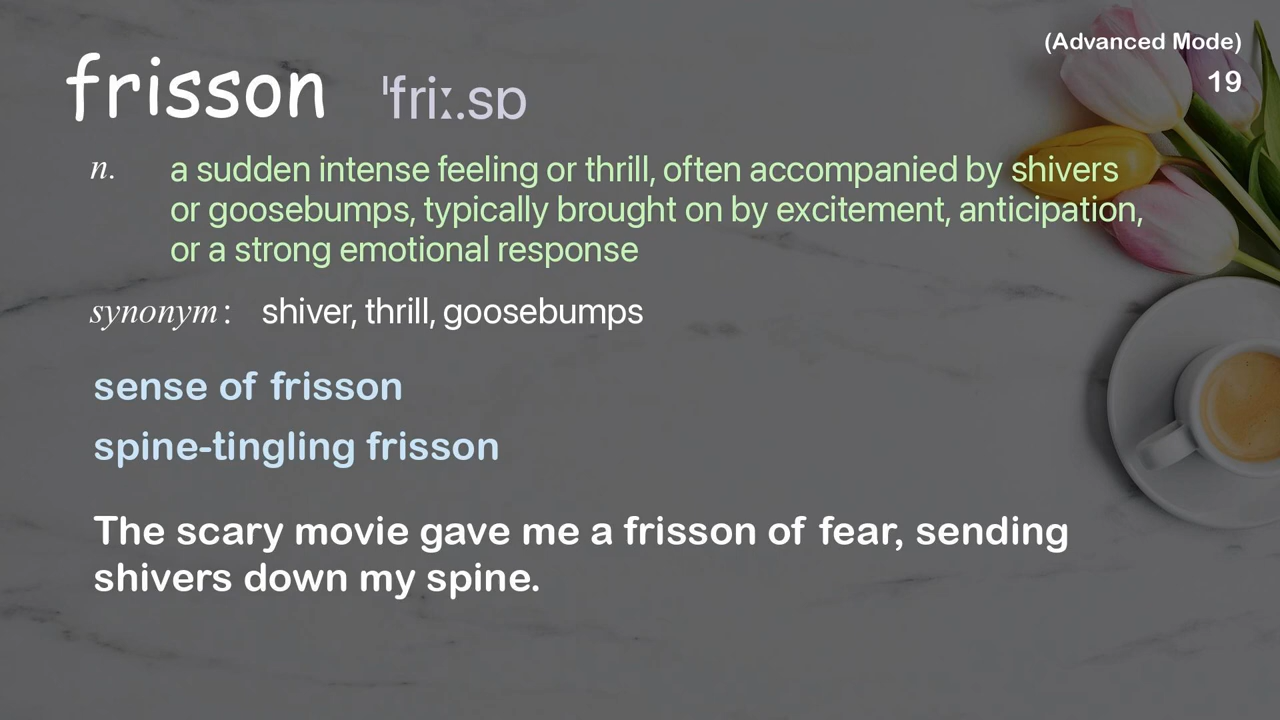 (Advanced Mode)
19
frisson ˈfriː.sɒ
n. a sudden intense feeling or thrill, often accompanied by shivers
or goosebumps, typically brought on by excitement, anticipation,
or a strong emotional response
synonym: shiver, thrill, goosebumps
sense of frisson
spine-tingling frisson
The scary movie gave me a frisson of fear, sending
shivers down my spine.